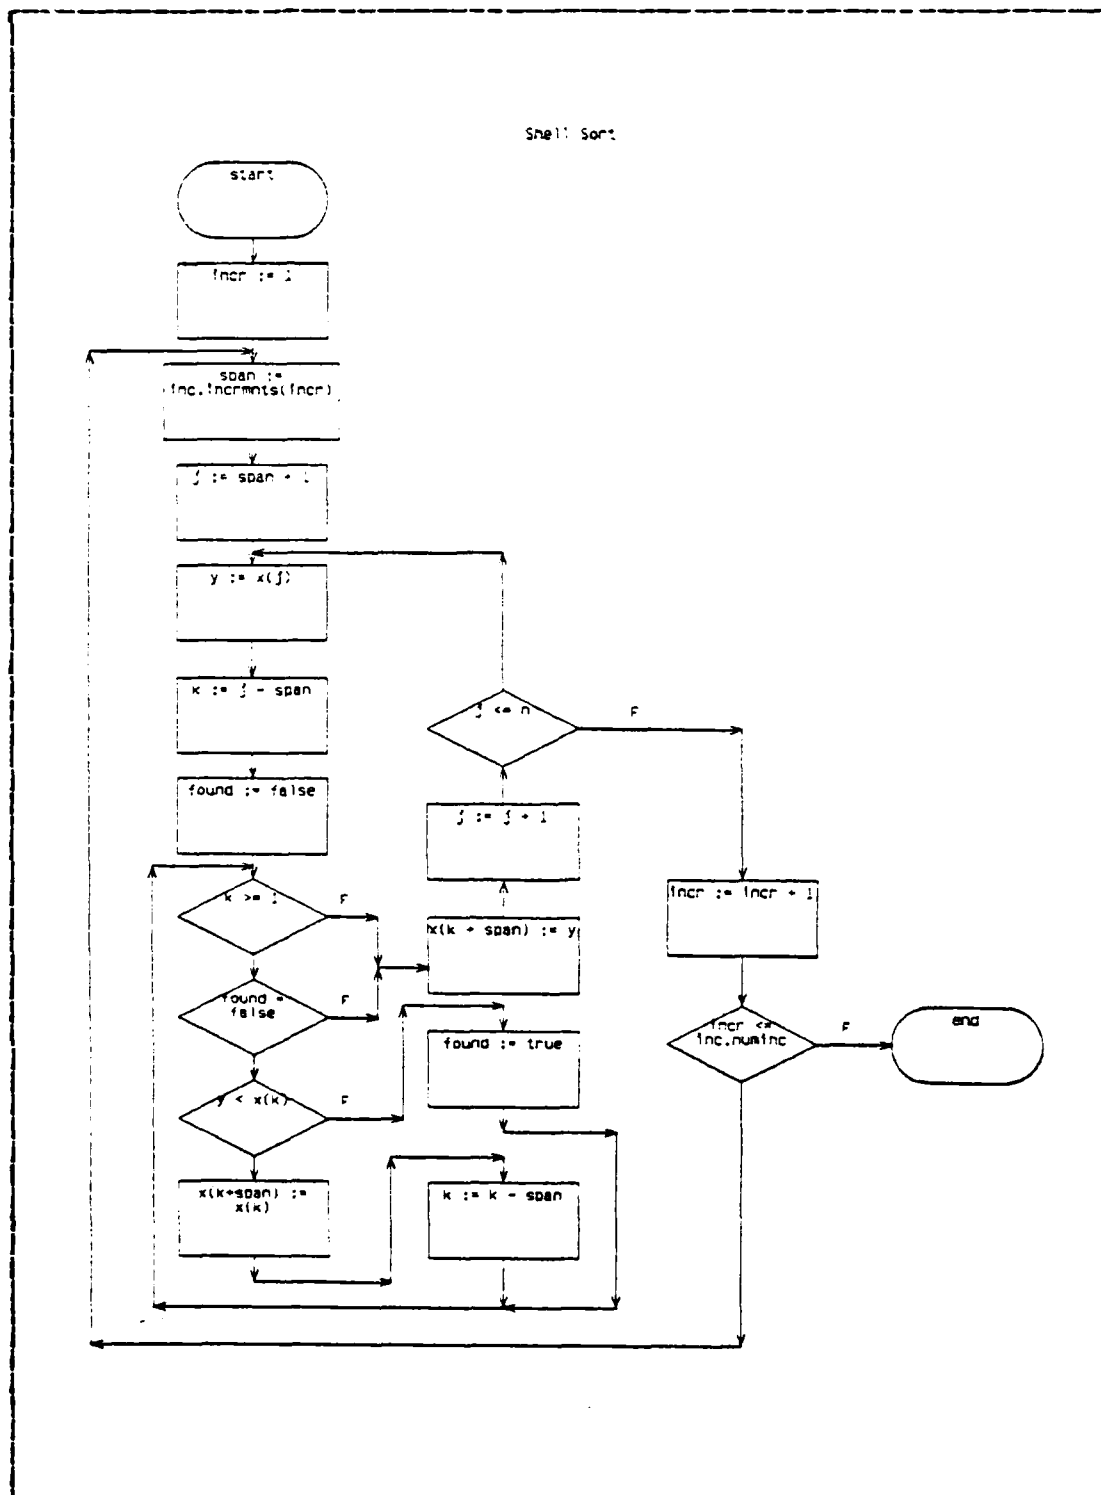 Shell Sort
start
incr := 1
span :=
inc.incrmnts(incr)
j := span + 1
y := x(j)
k := j - span
found := false
k >= 1
F
found =
false
F
y < x(k)
F
x(k+span) :=
x(k)
j <= n
F
j := j + 1
x(k + span) := y
found := true
k := k - span
incr := incr + 1
incr <=
inc.numinc
F
end